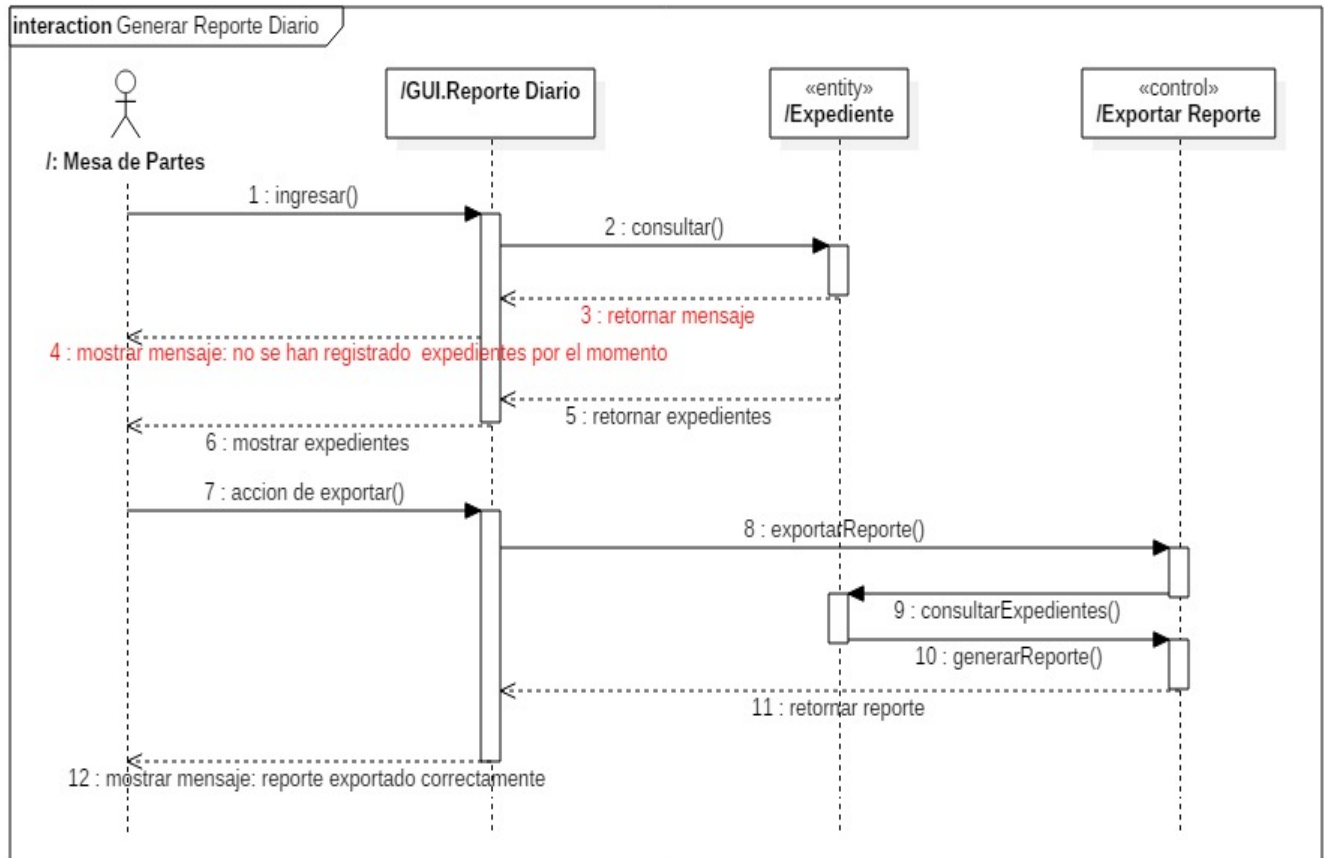 interaction Generar Reporte Diario
/: Mesa de Partes
/GUI.Reporte Diario
«entity»
/Expediente
«control»
/Exportar Reporte
1 : ingresar()
2 : consultar()
3 : retornar mensaje
4 : mostrar mensaje: no se han registrado expedientes por el momento
5 : retornar expedientes
6 : mostrar expedientes
7 : accion de exportar()
8 : exportarReporte()
9 : consultarExpedientes()
10 : generarReporte()
11 : retornar reporte
12 : mostrar mensaje: reporte exportado correctamente